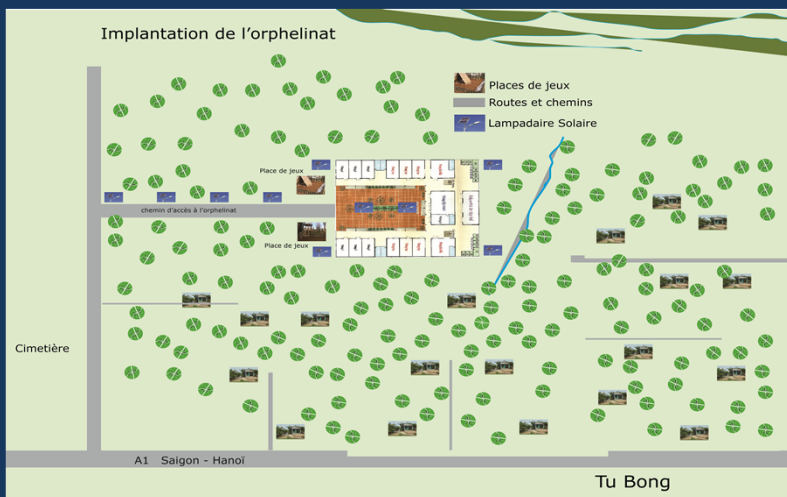 Implantation de l'orphelinat
Places de jeux
Routes et chemins
Lampadaire Solaire
Place de jeux
chemin d'accès à l'orphelinat
Place de jeux
Cimetière
A1 Saigon - Hanoï
Tu Bong